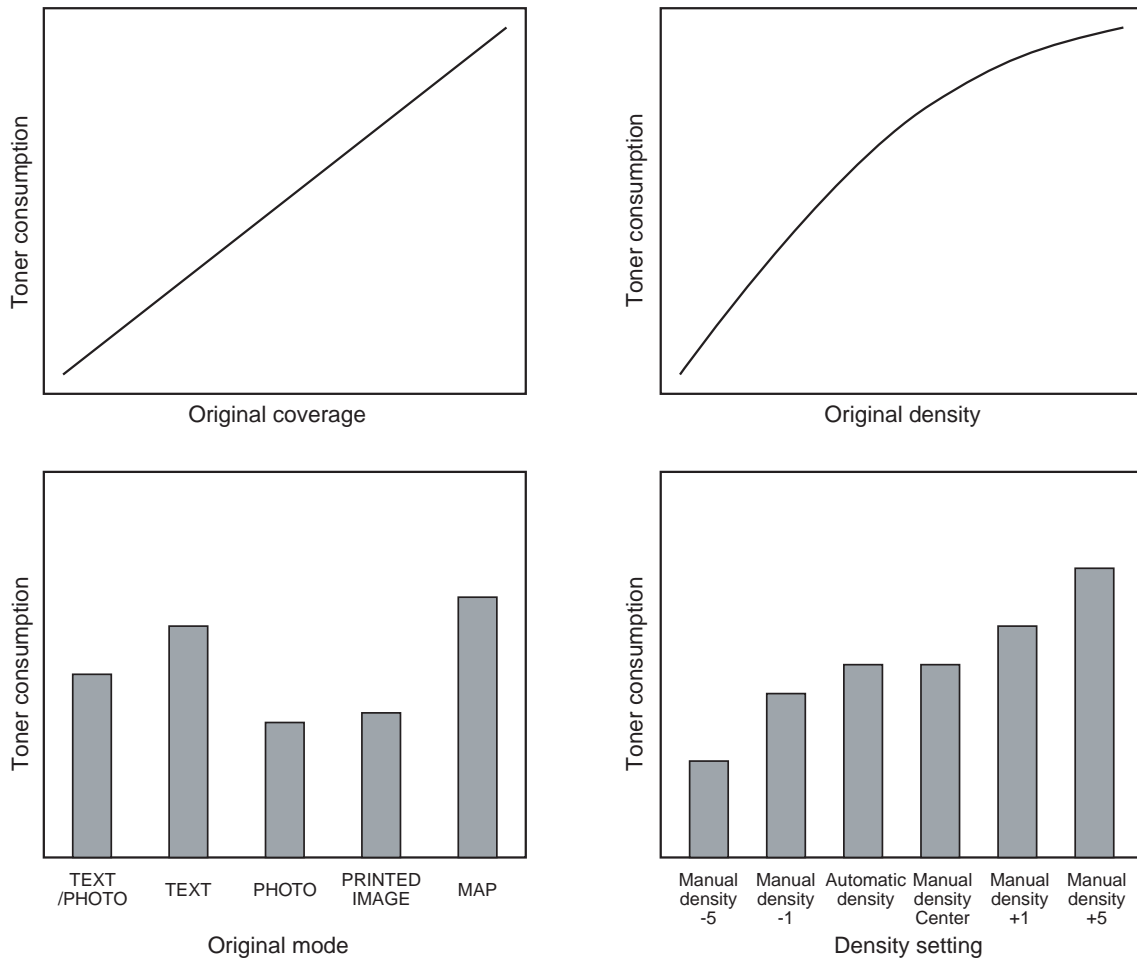 Toner consumption
Original coverage
Toner consumption
Original density
Toner consumption
TEXT
/PHOTO
TEXT
PHOTO
PRINTED
IMAGE
MAP
Original mode
Toner consumption
Manual
density
-5
Manual
density
-1
Automatic
density
Manual
density
Center
Manual
density
+1
Manual
density
+5
Density setting